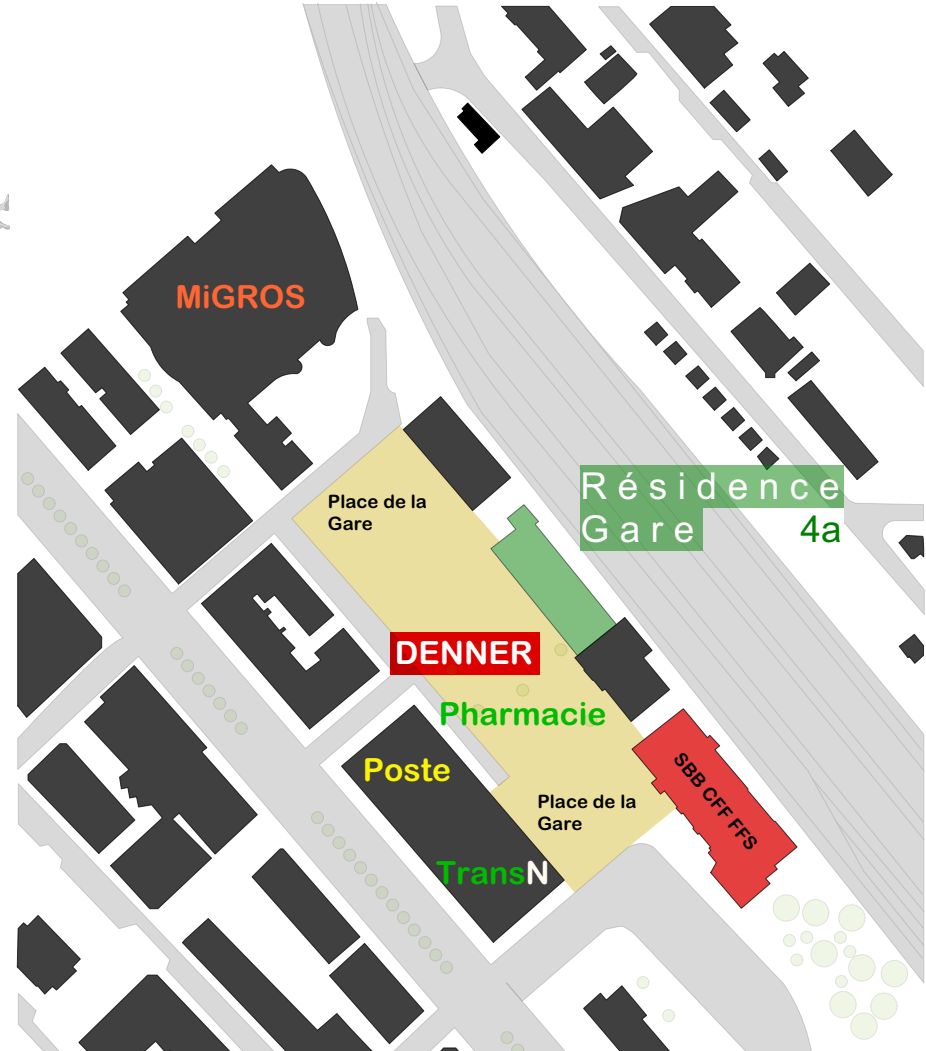 MiGROS
Résidence
Gare 4a
Place de la
Gare
DENNER
Pharmacie
Poste
SBB CFF FFS
Place de la
Gare
TransN